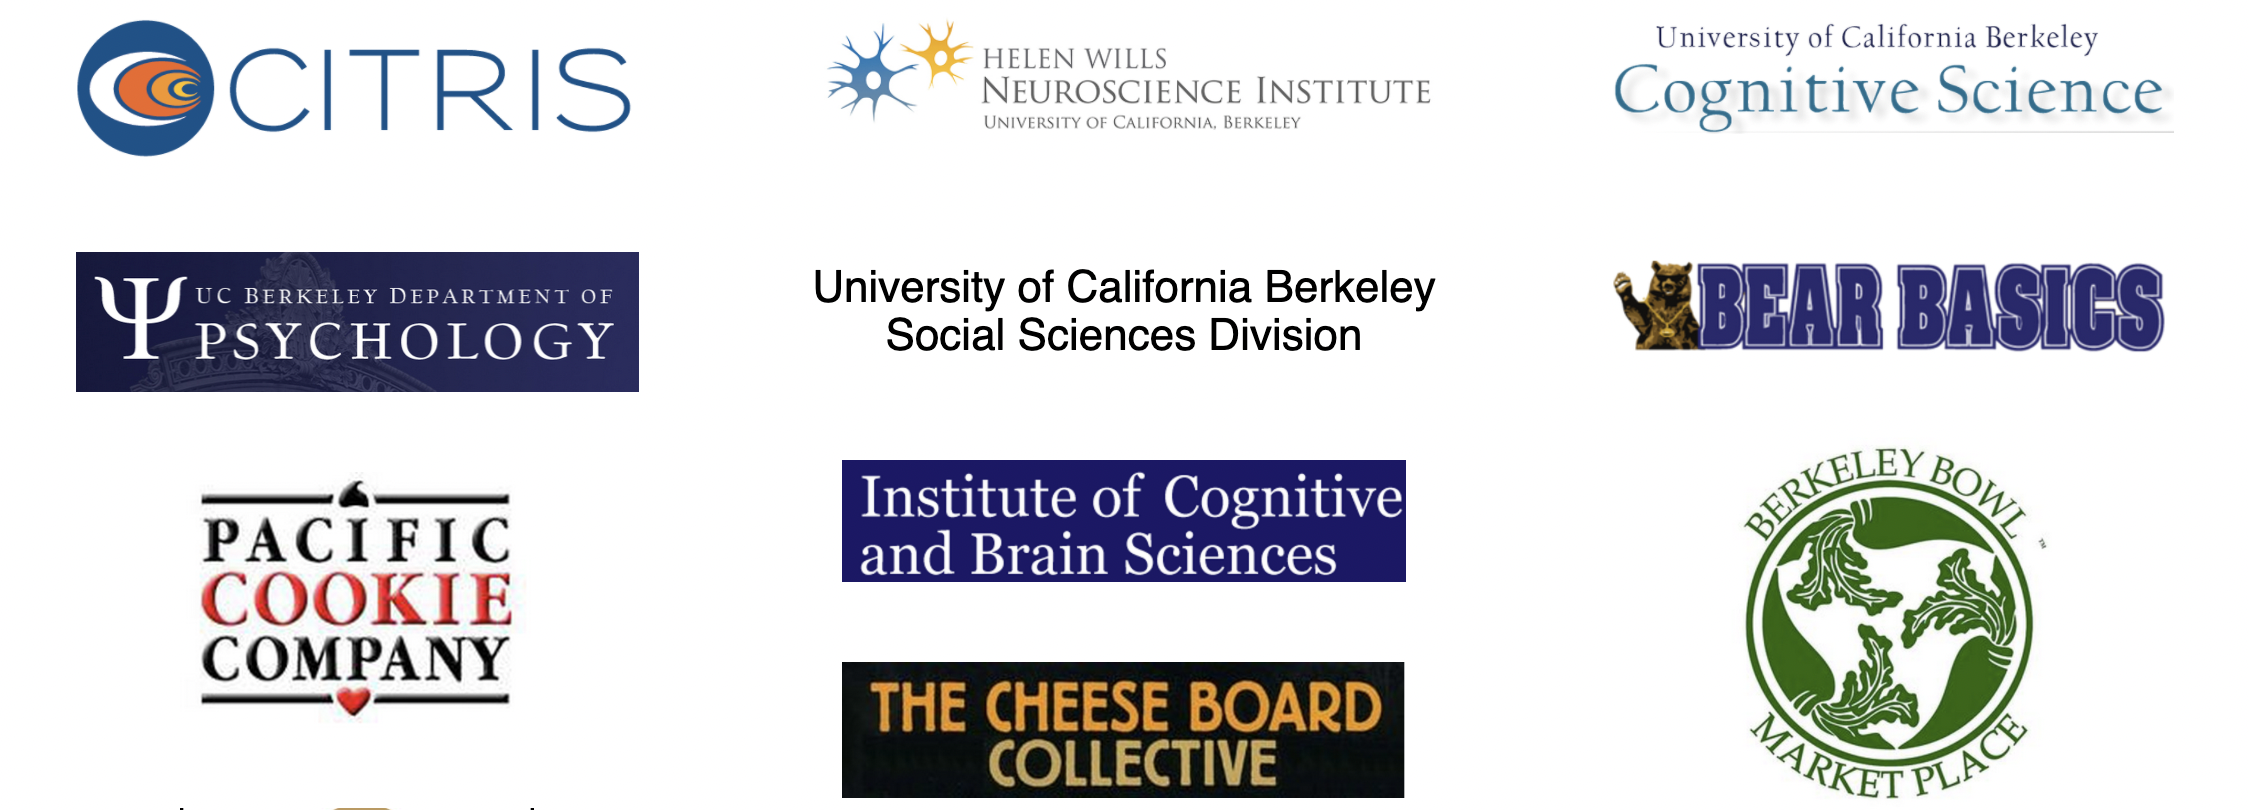 CITRIS
HELEN WILLS
NEUROSCIENCE INSTITUTE
UNIVERSITY OF CALIFORNIA, BERKELEY
University of California Berkeley
Cognitive Science
UC BERKELEY DEPARTMENT OF
PSYCHOLOGY
University of California Berkeley
Social Sciences Division
BEAR BASICS
PACIFIC
COOKIE
COMPANY
Institute of Cognitive
and Brain Sciences
THE CHEESE BOARD
COLLECTIVE
BERKELEY BOWL
™
MARKET PLACE